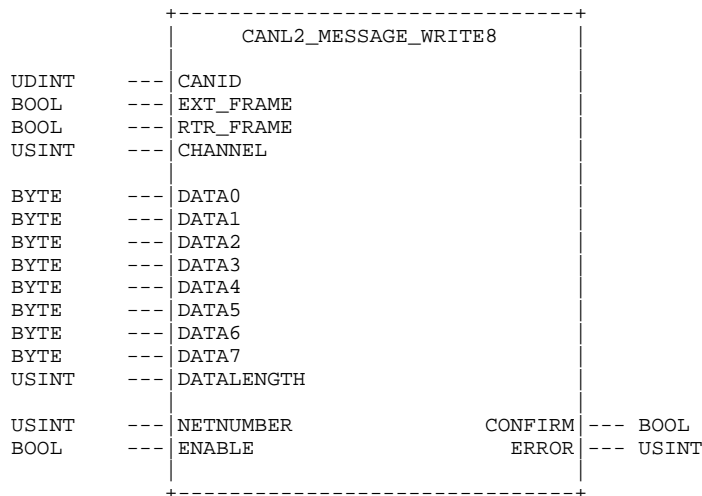 CANL2_MESSAGE_WRITE8
UDINT ---|CANID
BOOL ---|EXT_FRAME
BOOL ---|RTR_FRAME
USINT ---|CHANNEL
BYTE ---|DATA0
BYTE ---|DATA1
BYTE ---|DATA2
BYTE ---|DATA3
BYTE ---|DATA4
BYTE ---|DATA5
BYTE ---|DATA6
BYTE ---|DATA7
USINT ---|DATALENGTH
USINT ---|NETNUMBER CONFIRM|--- BOOL
BOOL ---|ENABLE ERROR|--- USINT